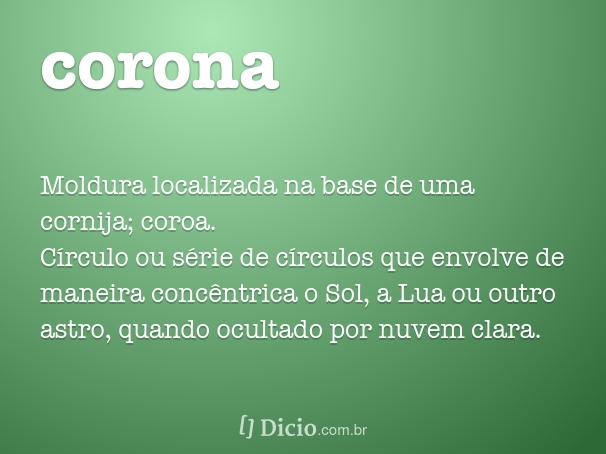 corona
Moldura localizada na base de uma
cornija; coroa.
Círculo ou série de círculos que envolve de
maneira concêntrica o Sol, a Lua ou outro
astro, quando ocultado por nuvem clara.
[] Dicio.com.br